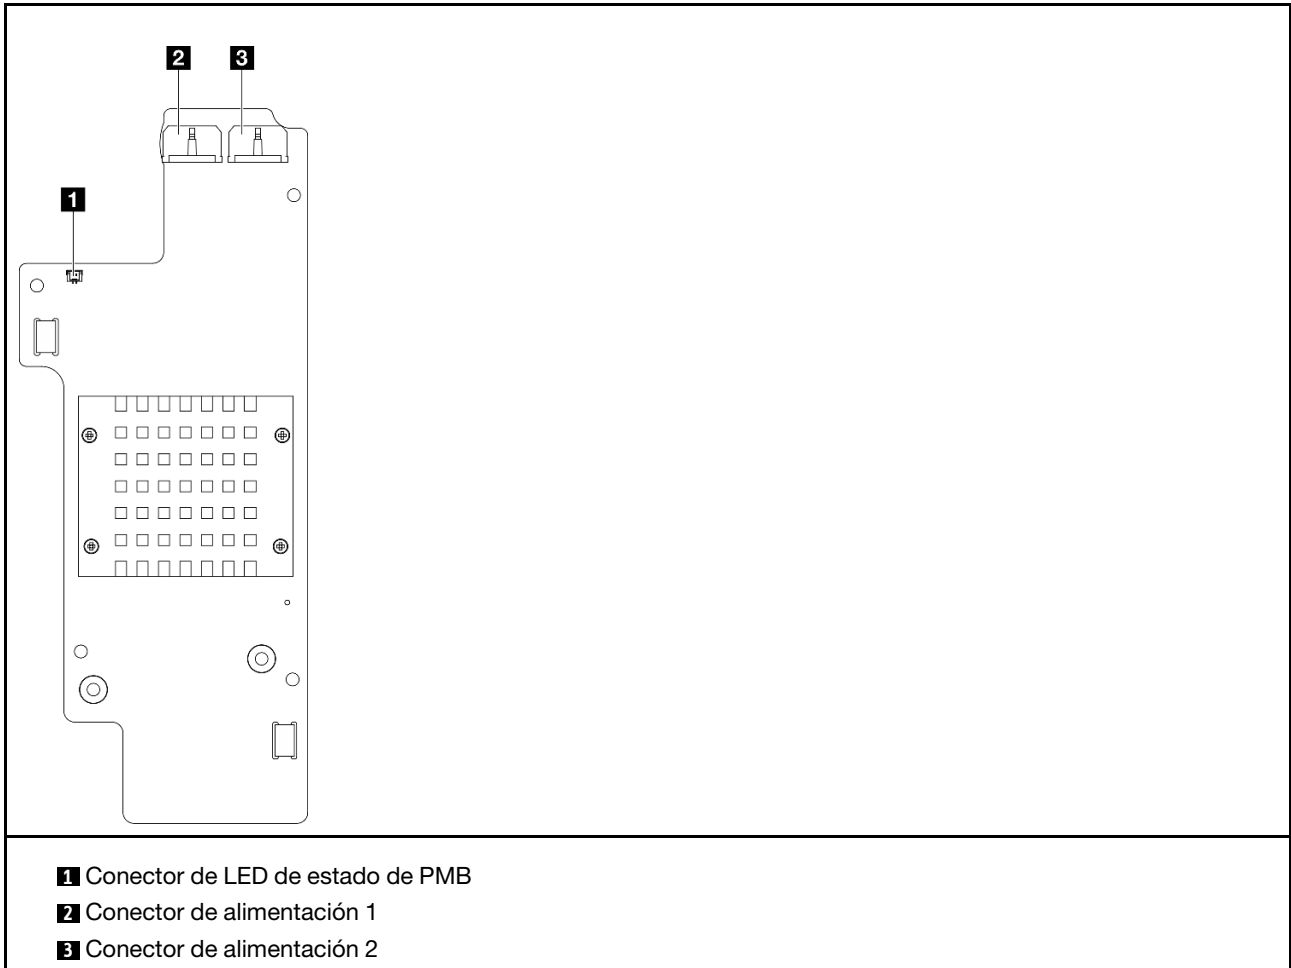 2 3
1
1 Conector de LED de estado de PMB
2 Conector de alimentación 1
3 Conector de alimentación 2